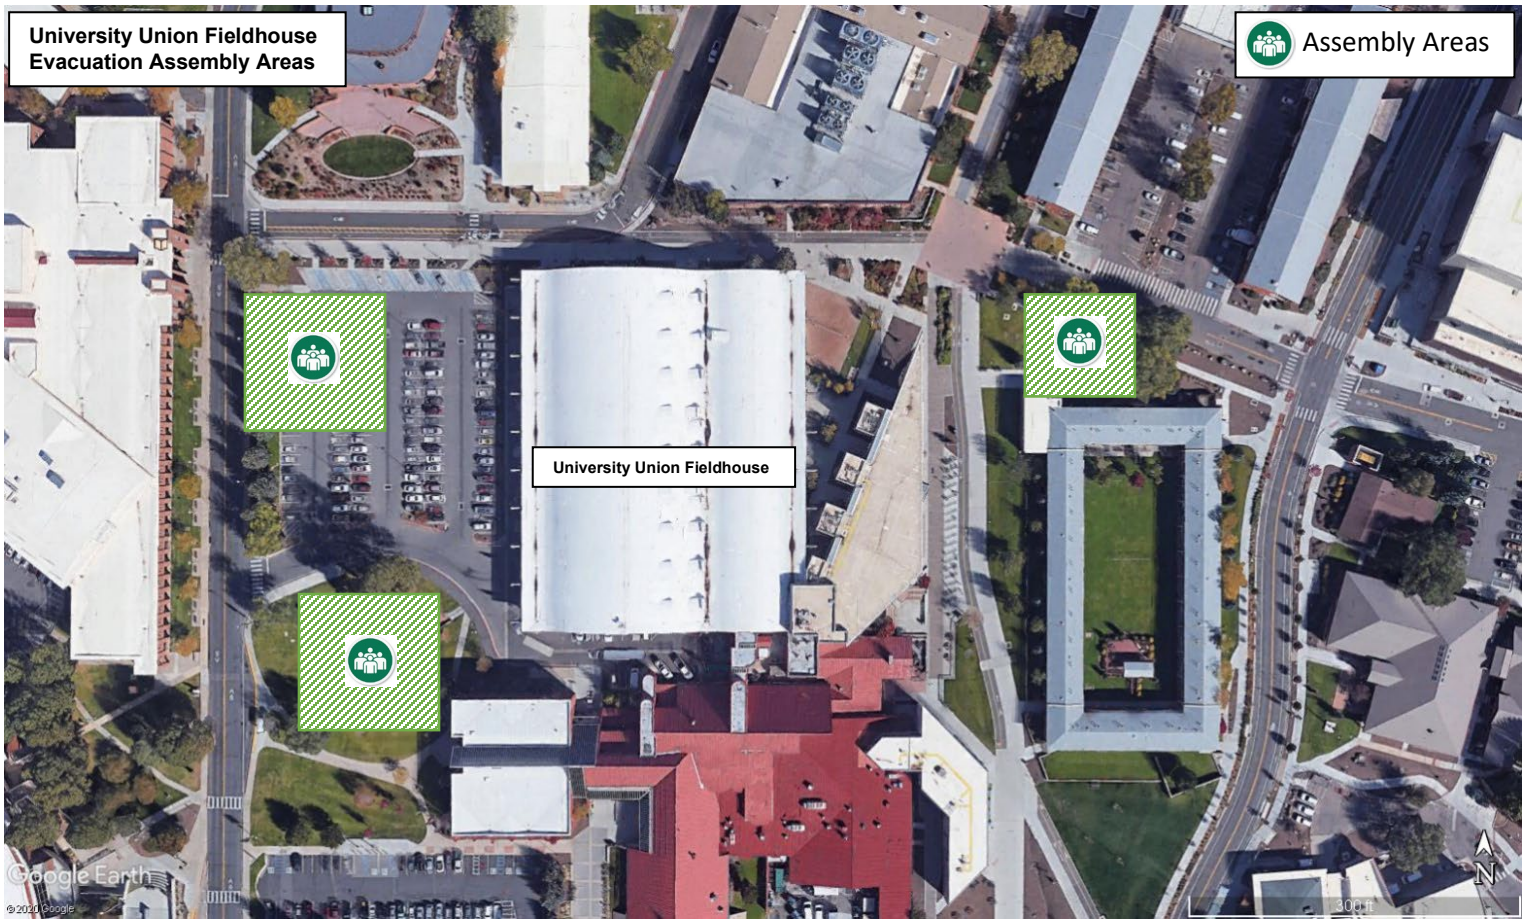 University Union Fieldhouse
Evacuation Assembly Areas
Assembly Areas
University Union Fieldhouse
Google Earth
© 2020 Google
N
300 ft